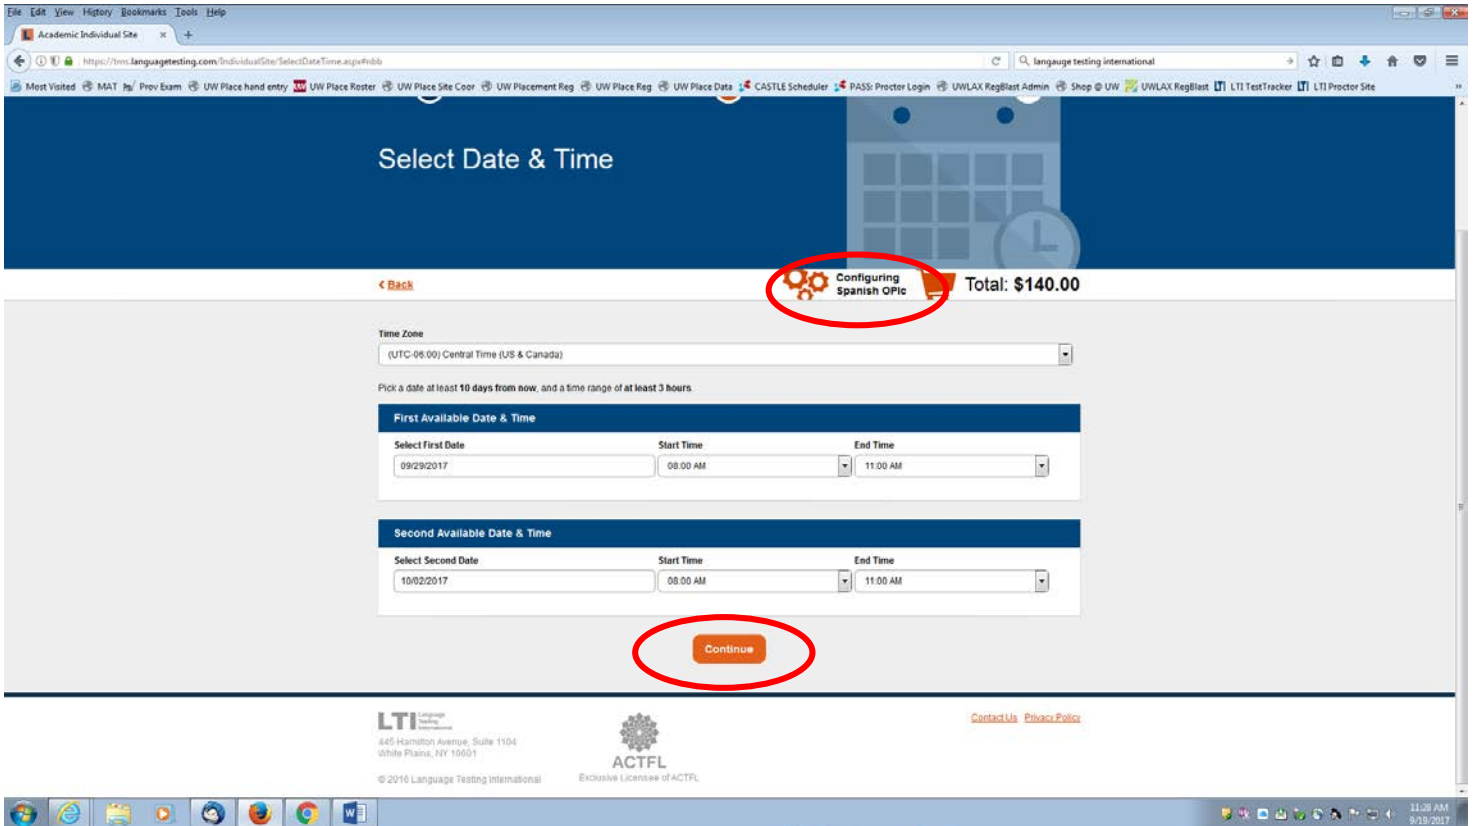 File Edit View History Bookmarks Tools Help
Academic Individual Site × +
https://tms.languagetesting.com/IndividualSite/SelectDateTime.aspx#nbb
langauge testing international
Most Visited MAT Prov Exam UW Place hand entry UW Place Roster UW Place Site Coor UW Placement Reg UW Place Reg UW Place Data CASTLE Scheduler PASS: Proctor Login UWLAX RegBlast Admin Shop @ UW UWLAX RegBlast LTI TestTracker LTI Proctor Site
Select Date & Time
< Back
Configuring
Spanish OPIc
Total: $140.00
Time Zone
(UTC-06:00) Central Time (US & Canada)
Pick a date at least 10 days from now, and a time range of at least 3 hours.
First Available Date & Time
Select First Date Start Time End Time
09/29/2017 08:00 AM 11:00 AM
Second Available Date & Time
Select Second Date Start Time End Time
10/02/2017 08:00 AM 11:00 AM
Continue
LTI Language Testing International
445 Hamilton Avenue, Suite 1104
White Plains, NY 10601
© 2016 Language Testing International
ACTFL
Exclusive Licensee of ACTFL
Contact Us Privacy Policy
11:28 AM
9/19/2017